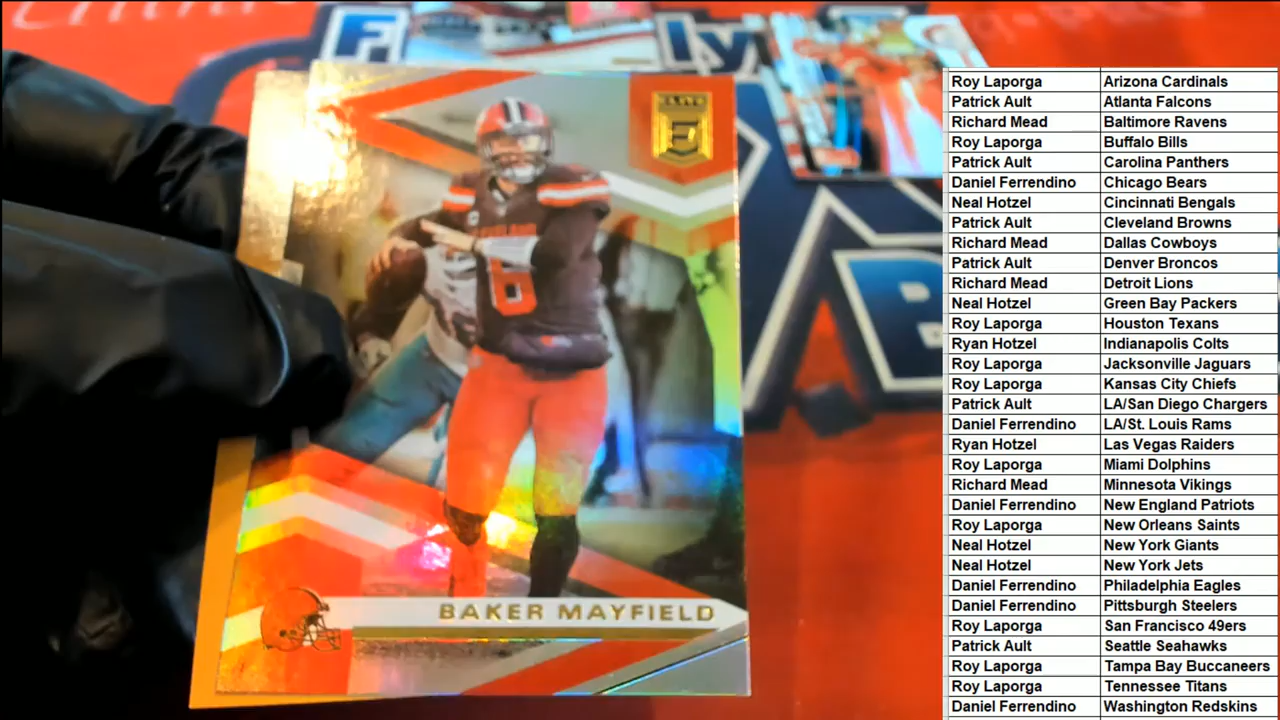 F
ly
B
ELITE
E
CLEVELAND
6
BAKER MAYFIELD
Roy Laporga Arizona Cardinals
Patrick Ault Atlanta Falcons
Richard Mead Baltimore Ravens
Roy Laporga Buffalo Bills
Patrick Ault Carolina Panthers
Daniel Ferrendino Chicago Bears
Neal Hotzel Cincinnati Bengals
Patrick Ault Cleveland Browns
Richard Mead Dallas Cowboys
Patrick Ault Denver Broncos
Richard Mead Detroit Lions
Neal Hotzel Green Bay Packers
Roy Laporga Houston Texans
Ryan Hotzel Indianapolis Colts
Roy Laporga Jacksonville Jaguars
Roy Laporga Kansas City Chiefs
Patrick Ault LA/San Diego Chargers
Daniel Ferrendino LA/St. Louis Rams
Ryan Hotzel Las Vegas Raiders
Roy Laporga Miami Dolphins
Richard Mead Minnesota Vikings
Daniel Ferrendino New England Patriots
Roy Laporga New Orleans Saints
Neal Hotzel New York Giants
Neal Hotzel New York Jets
Daniel Ferrendino Philadelphia Eagles
Daniel Ferrendino Pittsburgh Steelers
Roy Laporga San Francisco 49ers
Patrick Ault Seattle Seahawks
Roy Laporga Tampa Bay Buccaneers
Roy Laporga Tennessee Titans
Daniel Ferrendino Washington Redskins